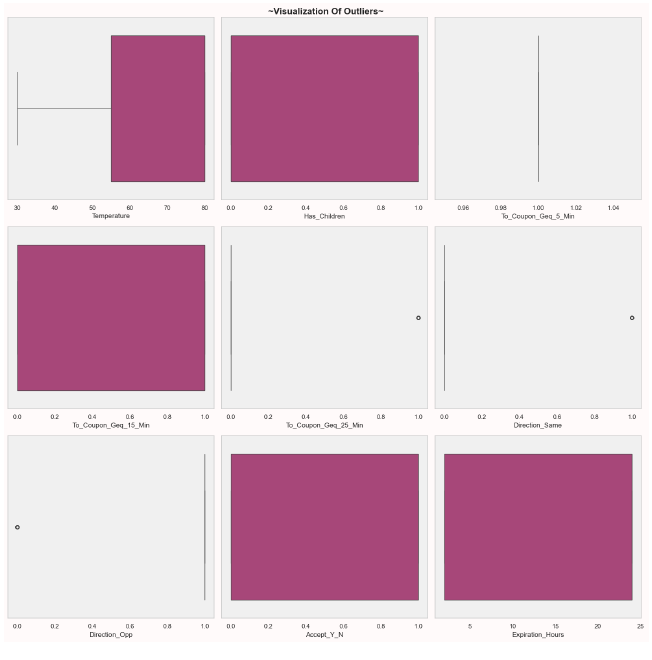 ~Visualization Of Outliers~
30 40 50 60 70 80
Temperature
0.0 0.2 0.4 0.6 0.8 1.0
Has_Children
0.96 0.98 1.00 1.02 1.04
To_Coupon_Geq_5_Min
0.0 0.2 0.4 0.6 0.8 1.0
To_Coupon_Geq_15_Min
0.0 0.2 0.4 0.6 0.8 1.0
To_Coupon_Geq_25_Min
0.0 0.2 0.4 0.6 0.8 1.0
Direction_Same
0.0 0.2 0.4 0.6 0.8 1.0
Direction_Opp
0.0 0.2 0.4 0.6 0.8 1.0
Accept_Y_N
5 10 15 20 25
Expiration_Hours